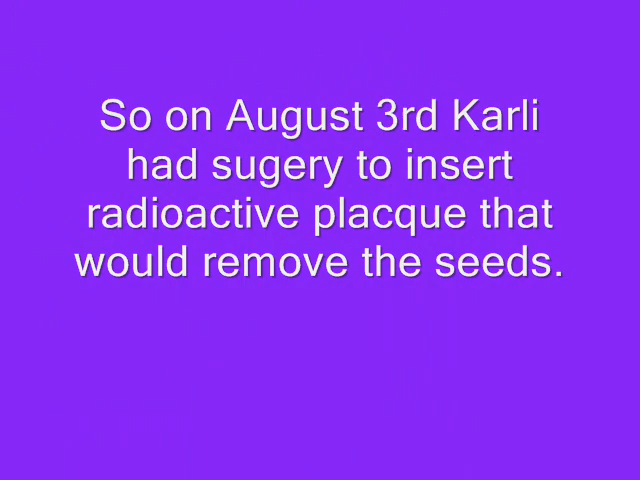 So on August 3rd Karli
had sugery to insert
radioactive placque that
would remove the seeds.